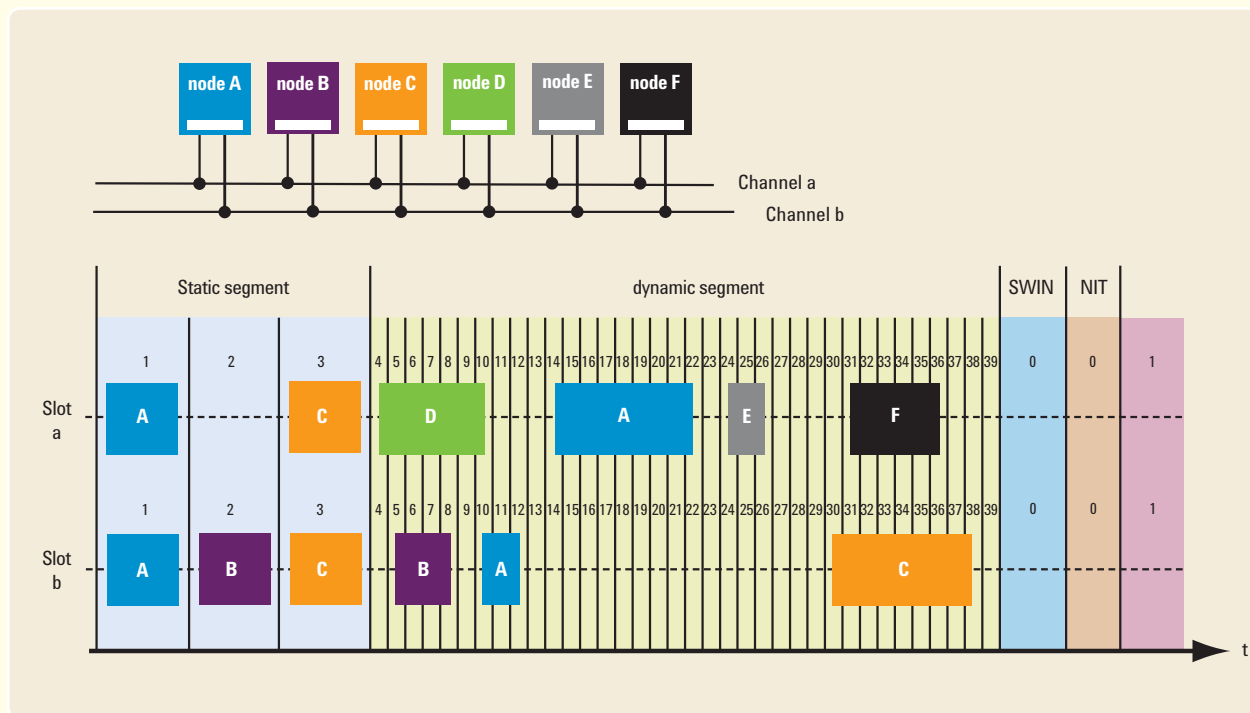 node A node B node C node D node E node F
Channel a
Channel b
Static segment dynamic segment SWIN NIT
1 2 3 4 5 6 7 8 9 10 11 12 13 14 15 16 17 18 19 20 21 22 23 24 25 26 27 28 29 30 31 32 33 34 35 36 37 38 39 0 0 1
Slot
a
A C D A E F
1 2 3 4 5 6 7 8 9 10 11 12 13 14 15 16 17 18 19 20 21 22 23 24 25 26 27 28 29 30 31 32 33 34 35 36 37 38 39 0 0 1
Slot
b
A B C B A C
t